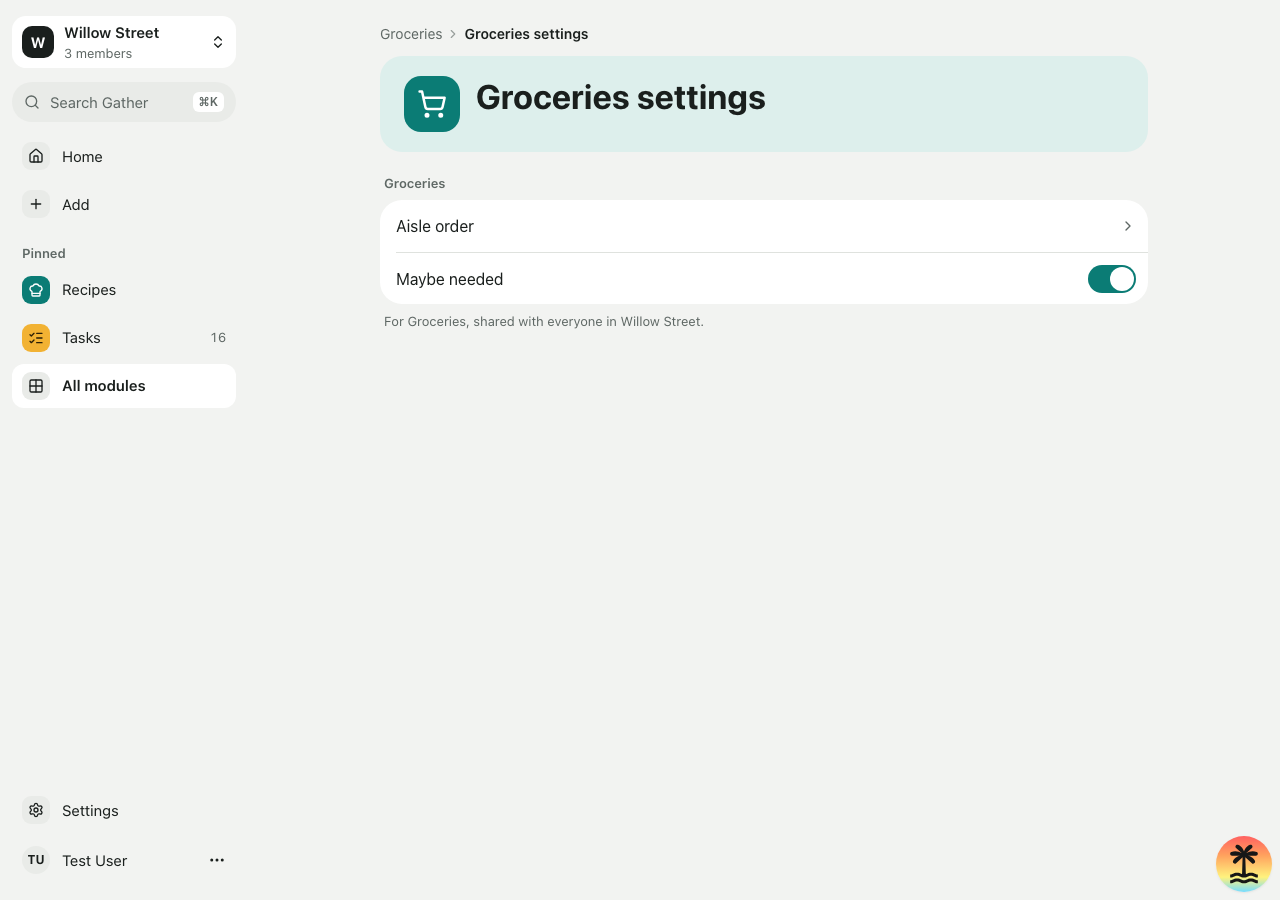 W
Willow Street
3 members
Search Gather
⌘K
Home
Add
Pinned
Recipes
Tasks
16
All modules
Settings
TU
Test User
Groceries
Groceries settings
Groceries settings
Groceries
Aisle order
Maybe needed
For Groceries, shared with everyone in Willow Street.